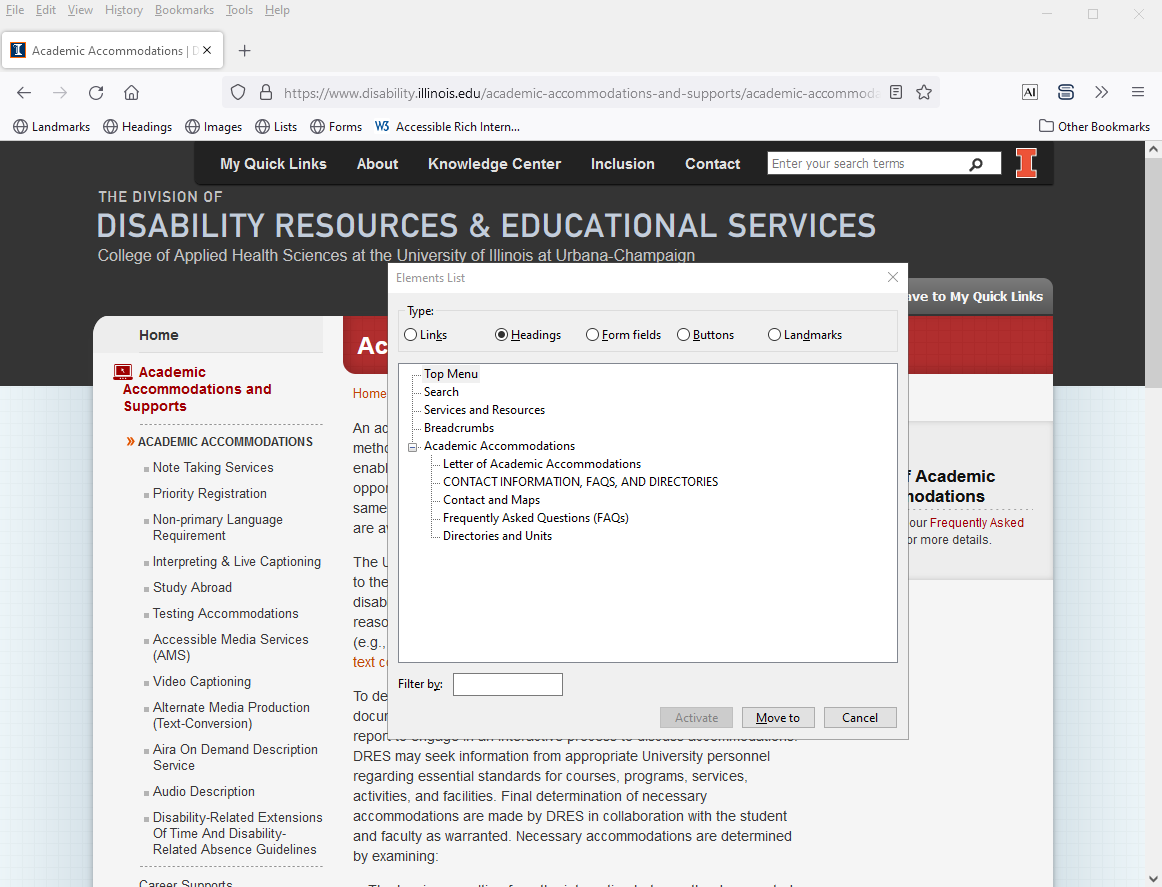 File Edit View History Bookmarks Tools Help
Academic Accommodations |
https://www.disability.illinois.edu/academic-accommodations-and-supports/academic-accommoda
AI
Landmarks Headings Images Lists Forms W3 Accessible Rich Intern... Other Bookmarks
My Quick Links About Knowledge Center Inclusion Contact Enter your search terms
THE DIVISION OF
DISABILITY RESOURCES & EDUCATIONAL SERVICES
College of Applied Health Sciences at the University of Illinois at Urbana-Champaign
ave to My Quick Links
Home
Academic
Accommodations and
Supports
» ACADEMIC ACCOMMODATIONS
Note Taking Services
Priority Registration
Non-primary Language
Requirement
Interpreting & Live Captioning
Study Abroad
Testing Accommodations
Accessible Media Services
(AMS)
Video Captioning
Alternate Media Production
(Text-Conversion)
Aira On Demand Description
Service
Audio Description
Disability-Related Extensions
Of Time And Disability-
Related Absence Guidelines
Career Supports
Elements List
Type:
Links Headings Form fields Buttons Landmarks
Top Menu
Search
Services and Resources
Breadcrumbs
Academic Accommodations
Letter of Academic Accommodations
CONTACT INFORMATION, FAQS, AND DIRECTORIES
Contact and Maps
Frequently Asked Questions (FAQs)
Directories and Units
Filter by:
Activate Move to Cancel
Ac
Home
An ac
metho
enabl
oppor
same
are av
The U
to the
disab
reaso
(e.g.,
text c
To de
docur
report to engage in an interactive process to discuss accommodations.
DRES may seek information from appropriate University personnel
regarding essential standards for courses, programs, services,
activities, and facilities. Final determination of necessary
accommodations are made by DRES in collaboration with the student
and faculty as warranted. Necessary accommodations are determined
by examining:
f Academic
modations
our Frequently Asked
or more details.